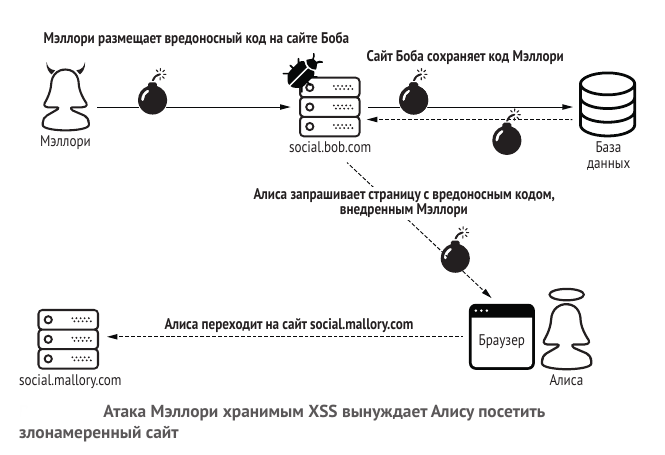 Мэллори размещает вредоносный код на сайте Боба
Сайт Боба сохраняет код Мэллори
Мэллори
social.bob.com
База
данных
Алиса запрашивает страницу с вредоносным кодом,
внедренным Мэллори
Алиса переходит на сайт social.mallory.com
Браузер
social.mallory.com
Алиса
Атака Мэллори хранимым XSS вынуждает Алису посетить
злонамеренный сайт